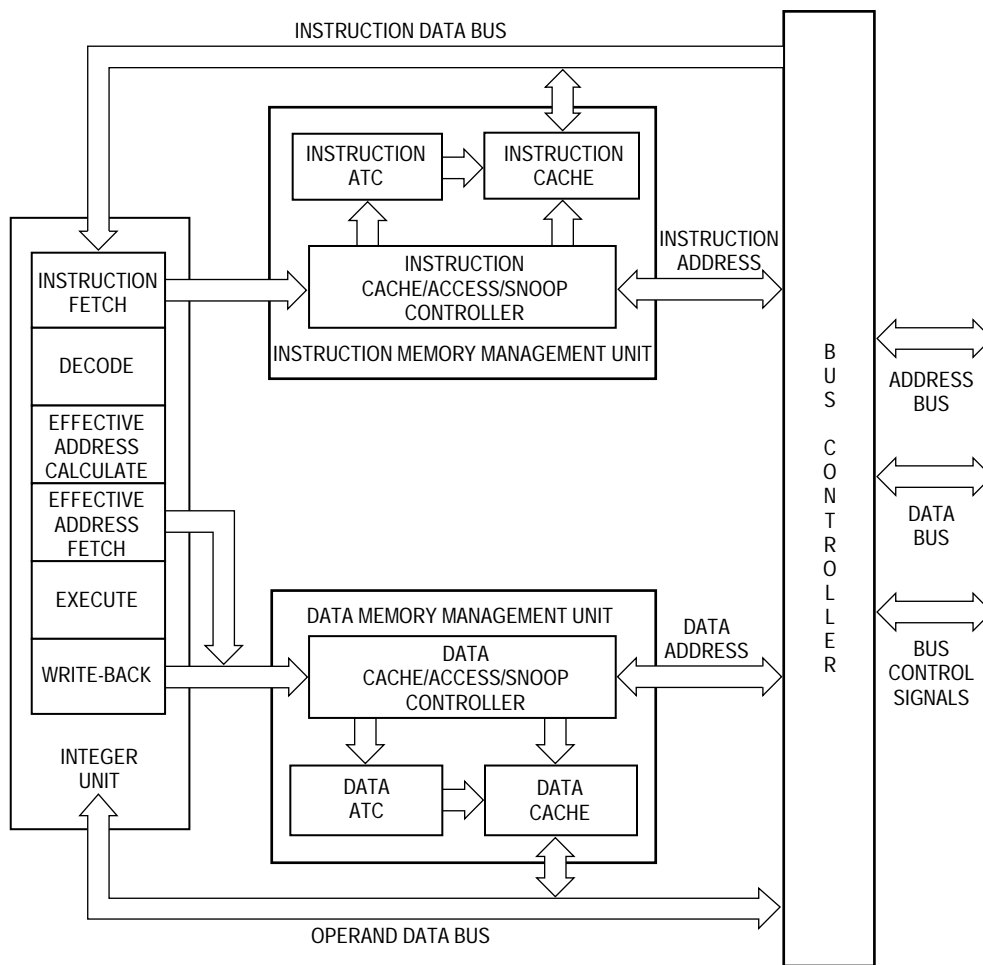 INSTRUCTION DATA BUS
INSTRUCTION
ATC
INSTRUCTION
CACHE
INSTRUCTION
CACHE/ACCESS/SNOOP
CONTROLLER
INSTRUCTION MEMORY MANAGEMENT UNIT
INSTRUCTION
ADDRESS
INSTRUCTION
FETCH
DECODE
EFFECTIVE
ADDRESS
CALCULATE
EFFECTIVE
ADDRESS
FETCH
EXECUTE
WRITE-BACK
INTEGER
UNIT
DATA MEMORY MANAGEMENT UNIT
DATA
CACHE/ACCESS/SNOOP
CONTROLLER
DATA
ATC
DATA
CACHE
DATA
ADDRESS
OPERAND DATA BUS
BUS CONTROLLER
ADDRESS
BUS
DATA
BUS
BUS
CONTROL
SIGNALS